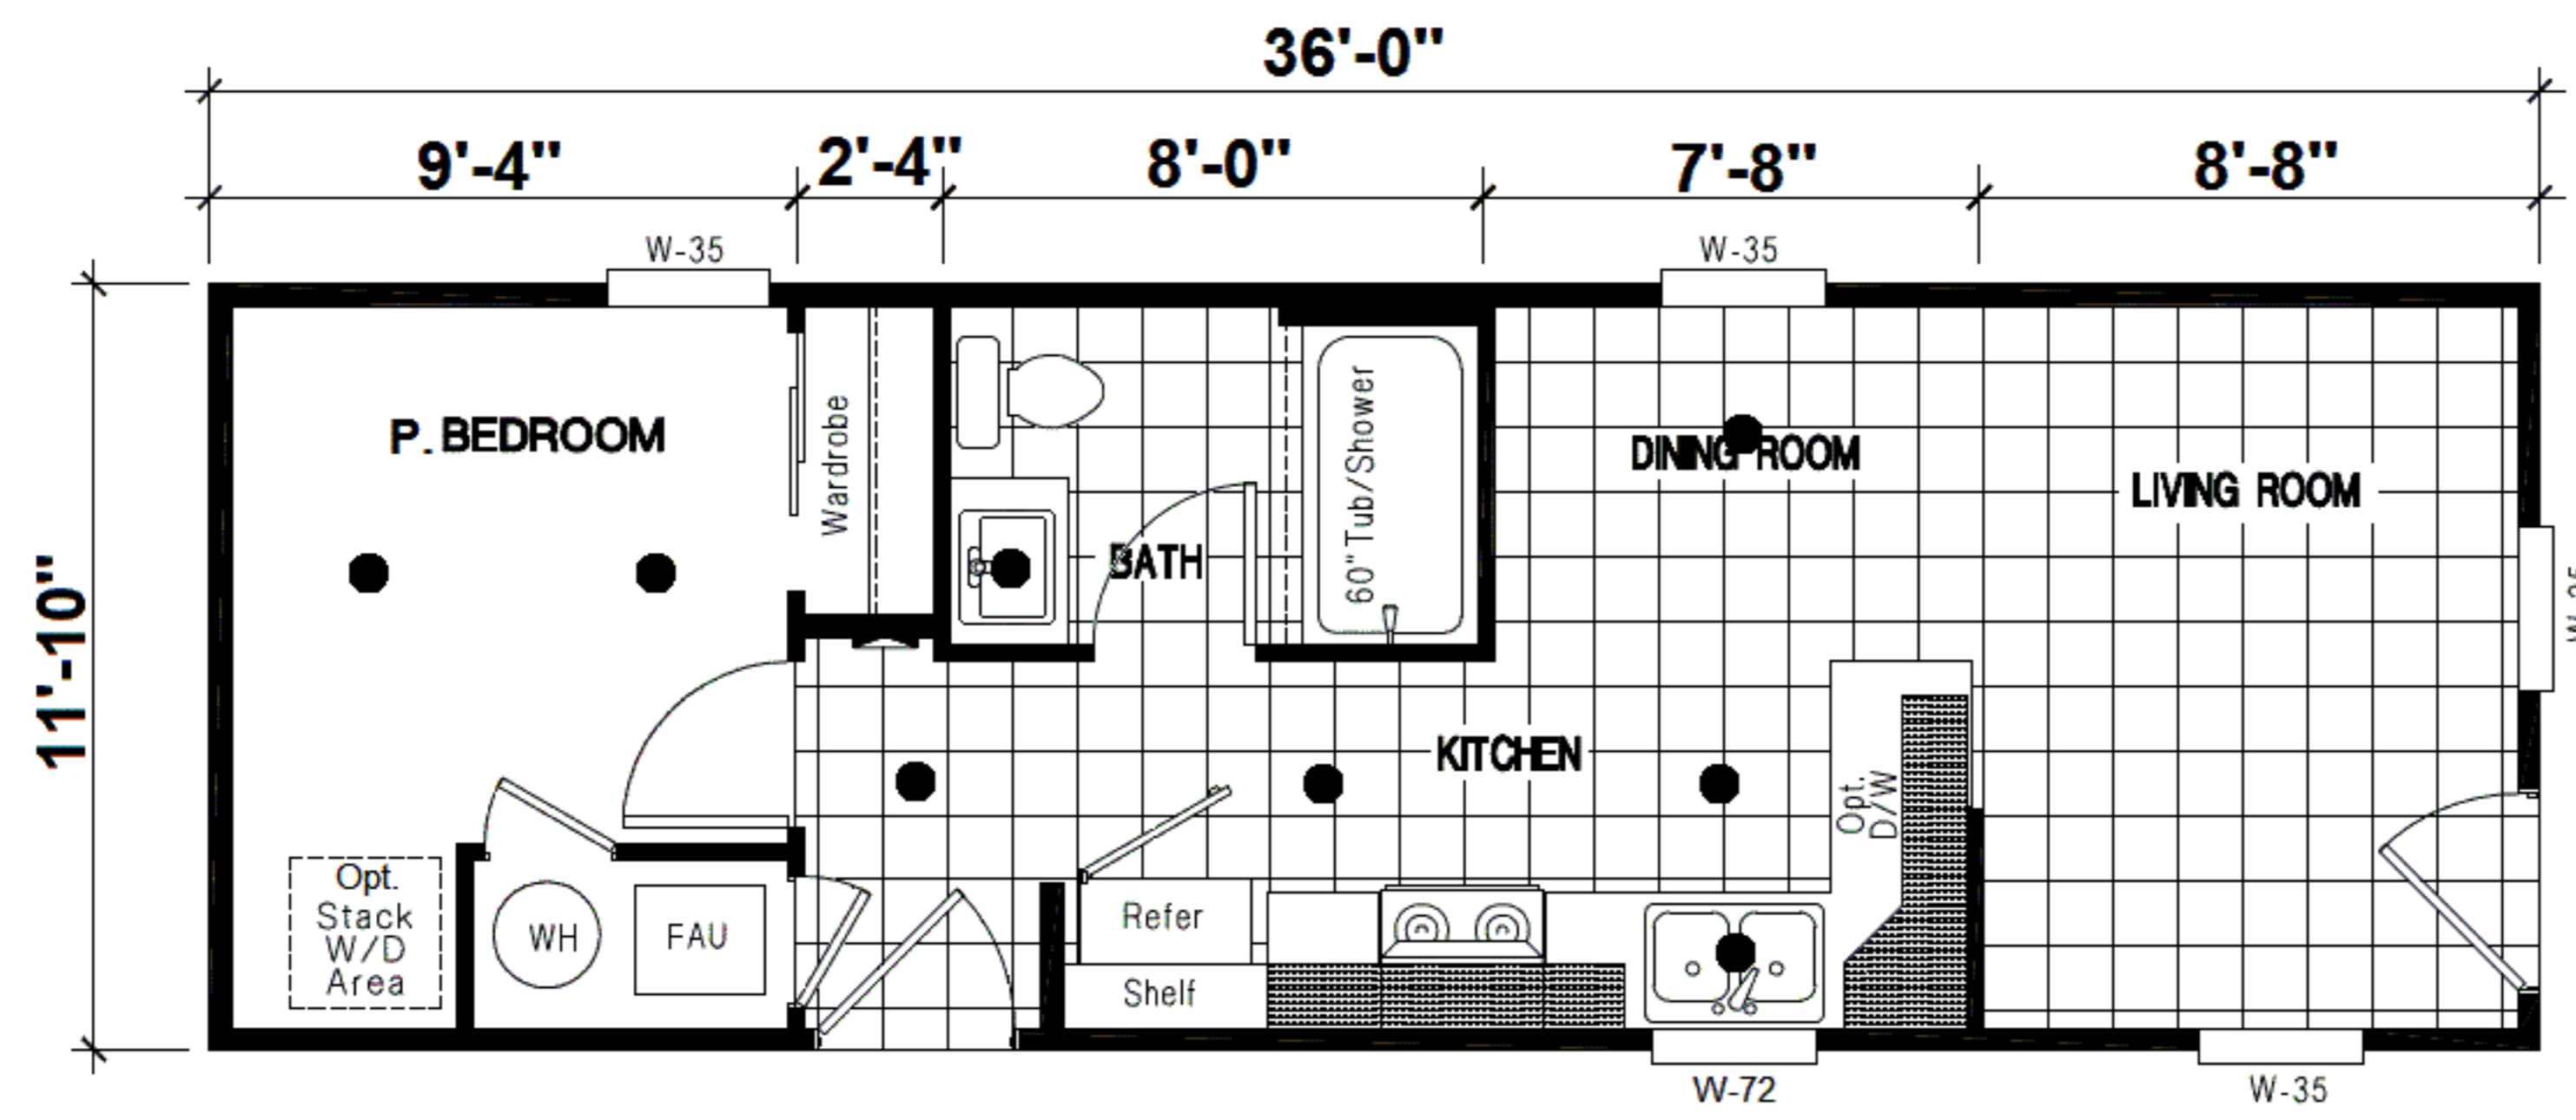 36'-0"
9'-4"
2'-4"
8'-0"
7'-8"
8'-8"
W-35
W-35
11'-10"
P. BEDROOM
Wardrobe
60" Tub/Shower
BATH
DINING ROOM
LIVING ROOM
KITCHEN
Opt.
D/W
Opt.
Stack
W/D
Area
WH
FAU
Refer
Shelf
W-72
W-35